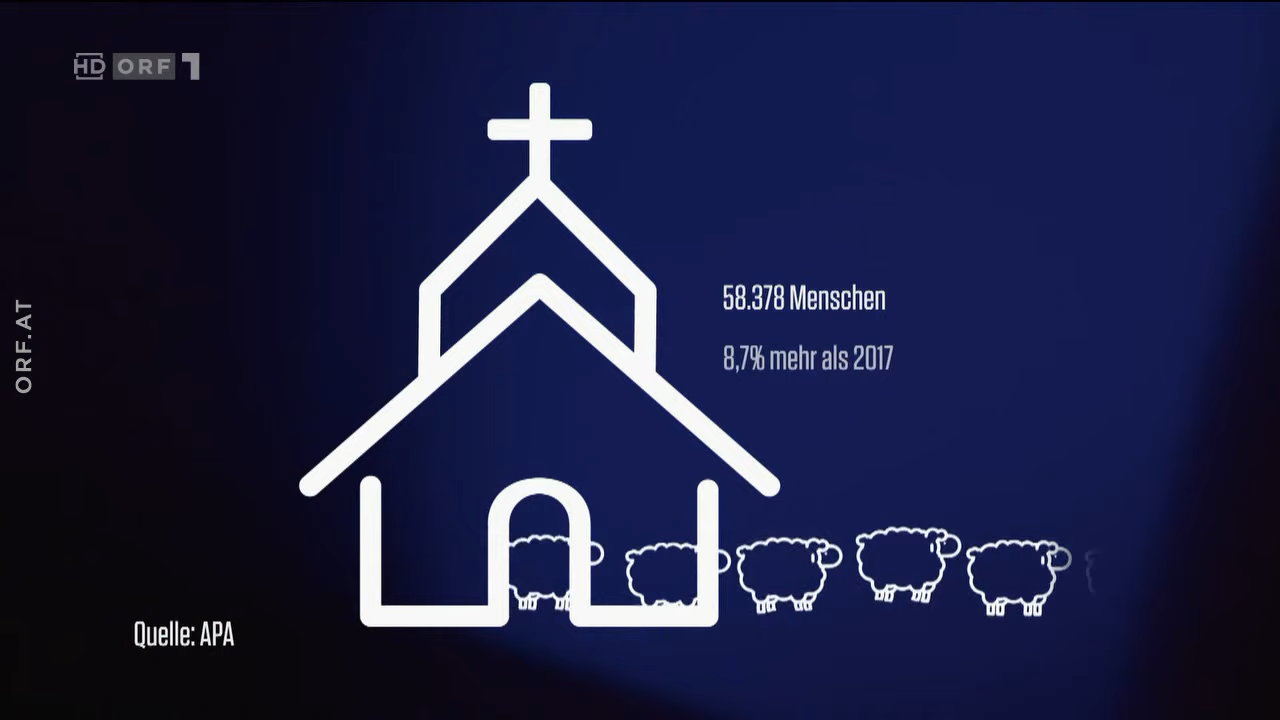 HD ORF 1
58.378 Menschen
8,7% mehr als 2017
ORF.AT
Quelle: APA